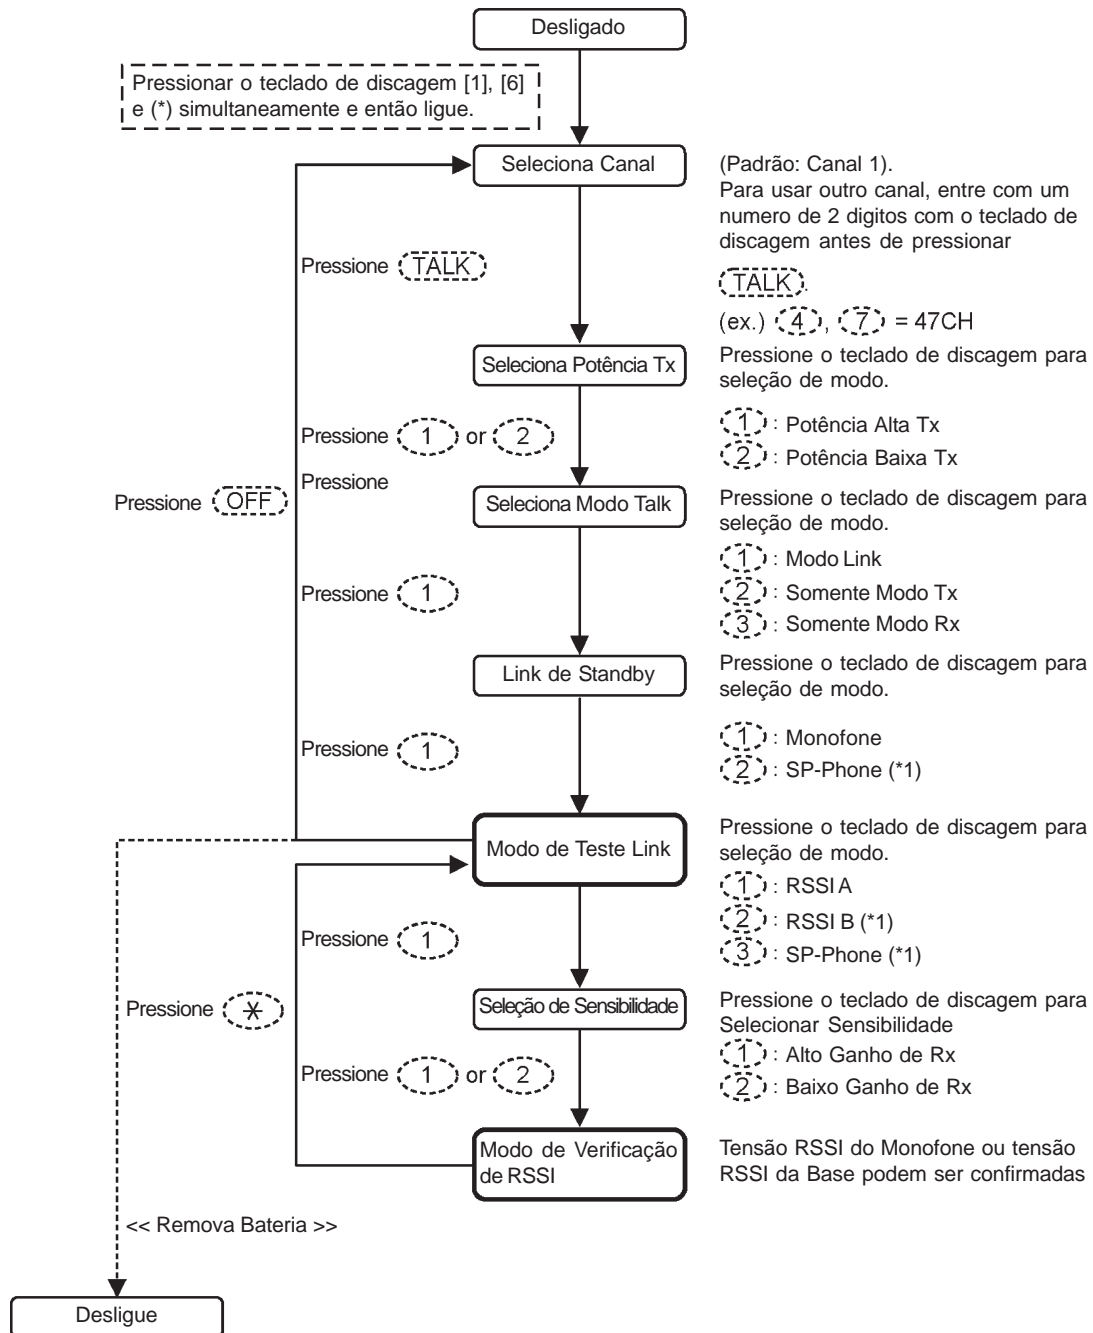 Desligado
Pressionar o teclado de discagem [1], [6]
e (*) simultaneamente e então ligue.
Seleciona Canal
(Padrão: Canal 1).
Para usar outro canal, entre com um
numero de 2 digitos com o teclado de
discagem antes de pressionar
TALK.
(ex.) 4, 7 = 47CH
Pressione TALK
Seleciona Potência Tx
Pressione o teclado de discagem para
seleção de modo.
1 : Potência Alta Tx
2 : Potência Baixa Tx
Pressione 1 or 2
Pressione
Pressione OFF
Seleciona Modo Talk
Pressione o teclado de discagem para
seleção de modo.
1 : Modo Link
2 : Somente Modo Tx
3 : Somente Modo Rx
Pressione 1
Link de Standby
Pressione o teclado de discagem para
seleção de modo.
1 : Monofone
2 : SP-Phone (*1)
Pressione 1
Modo de Teste Link
Pressione o teclado de discagem para
seleção de modo.
1 : RSSI A
2 : RSSI B (*1)
3 : SP-Phone (*1)
Pressione 1
Pressione *
Seleção de Sensibilidade
Pressione o teclado de discagem para
Selecionar Sensibilidade
1 : Alto Ganho de Rx
2 : Baixo Ganho de Rx
Pressione 1 or 2
Modo de Verificação
de RSSI
Tensão RSSI do Monofone ou tensão
RSSI da Base podem ser confirmadas
<< Remova Bateria >>
Desligue